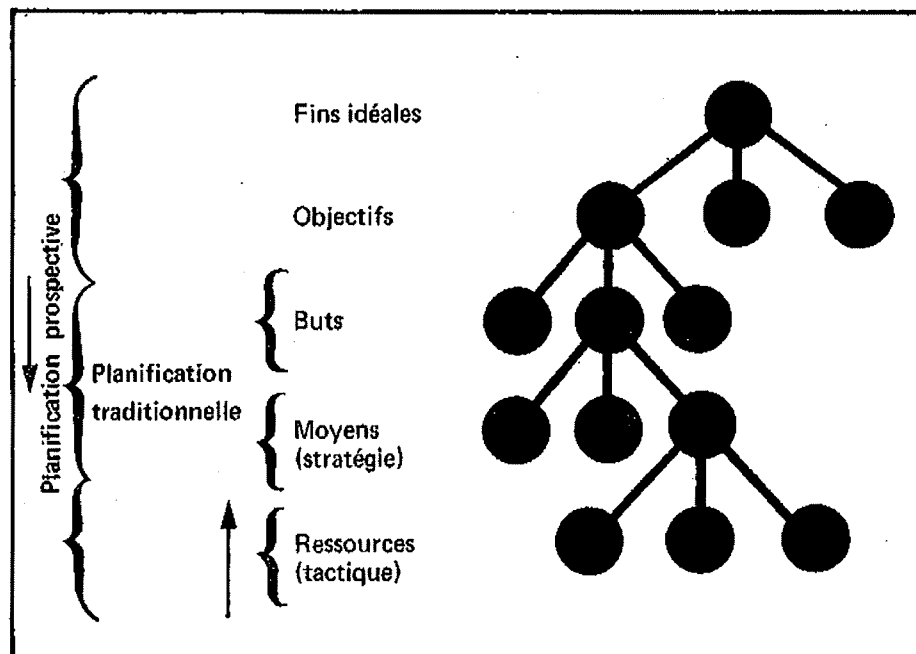 Planification prospective
Planification
traditionnelle
Fins idéales
Objectifs
Buts
Moyens
(stratégie)
Ressources
(tactique)